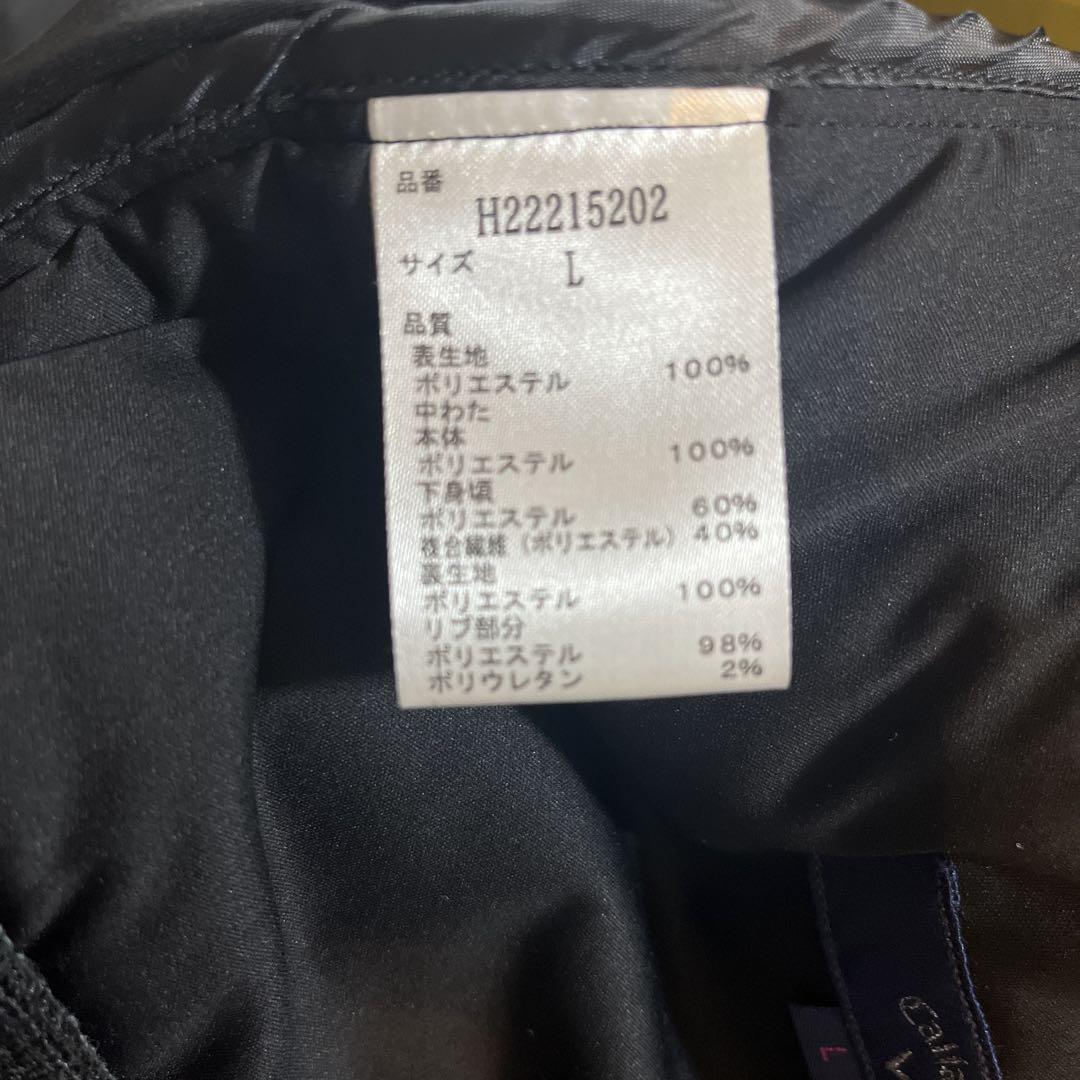 品番
H22215202
サイズ L
品質
表生地
ポリエステル 100%
中わた
本体
ポリエステル 100%
下身頃
ポリエステル 60%
複合繊維(ポリエステル) 40%
裏生地
ポリエステル 100%
リブ部分
ポリエステル 98%
ポリウレタン 2%
L